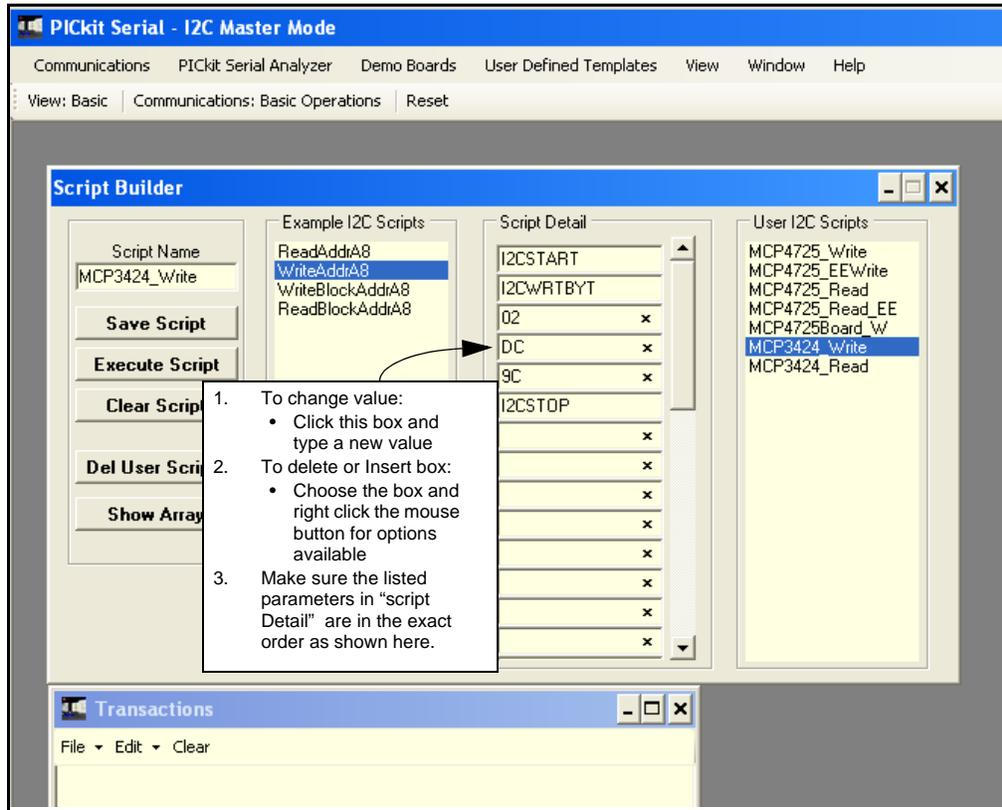 PICkit Serial - I2C Master Mode
Communications PICkit Serial Analyzer Demo Boards User Defined Templates View Window Help
View: Basic Communications: Basic Operations Reset
Script Builder
Script Name
MCP3424_Write
Save Script
Execute Script
Clear Script
Del User Scrip
Show Array
Example I2C Scripts
ReadAddrA8
WriteAddrA8
WriteBlockAddrA8
ReadBlockAddrA8
Script Detail
I2CSTART
I2CWRTBYT
02 x
DC x
9C x
I2CSTOP
x
x
x
x
x
x
x
x
User I2C Scripts
MCP4725_Write
MCP4725_EEWrite
MCP4725_Read
MCP4725_Read_EE
MCP4725Board_W
MCP3424_Write
MCP3424_Read
1. To change value:
• Click this box and
type a new value
2. To delete or Insert box:
• Choose the box and
right click the mouse
button for options
available
3. Make sure the listed
parameters in “script
Detail” are in the exact
order as shown here.
Transactions
File Edit Clear